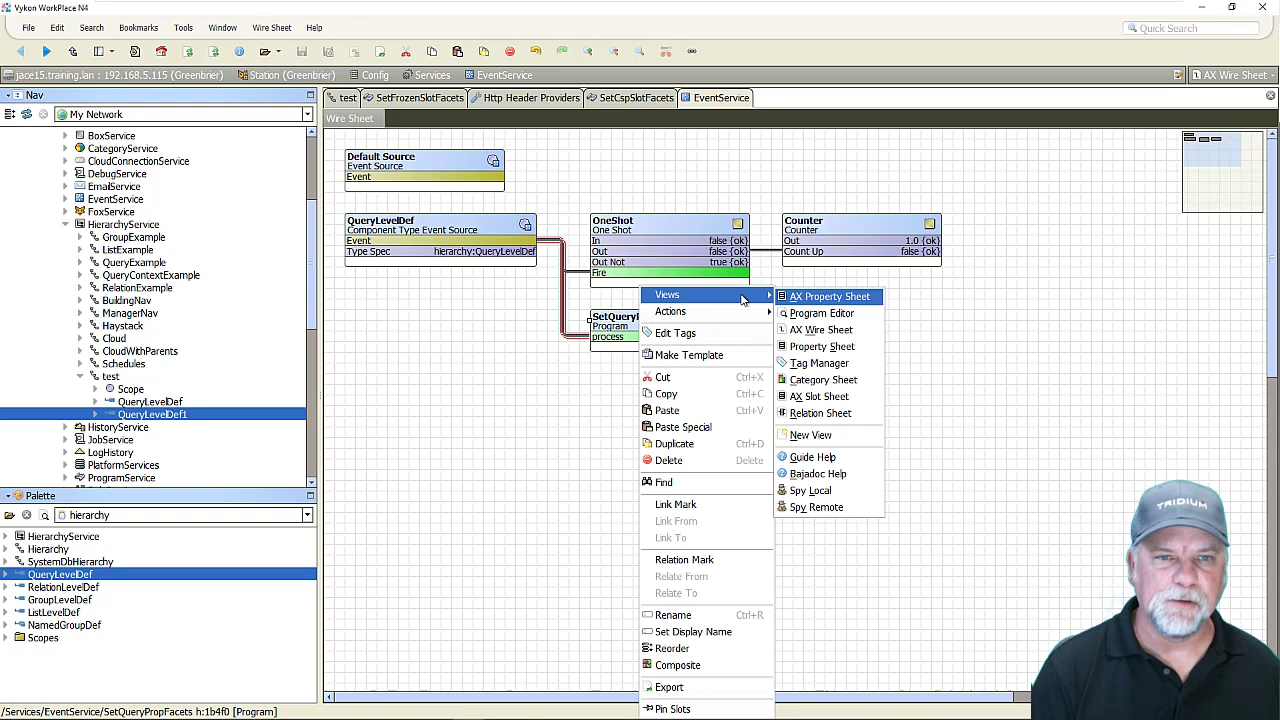 Vykon WorkPlace N4
File Edit Search Bookmarks Tools Window Wire Sheet Help
Quick Search
jace15.training.lan : 192.168.5.115 (Greenbrier) Station (Greenbrier) Config Services EventService AX Wire Sheet
Nav
My Network
BoxService
CategoryService
CloudConnectionService
DebugService
EmailService
EventService
FoxService
HierarchyService
GroupExample
ListExample
QueryExample
QueryContextExample
RelationExample
BuildingNav
ManagerNav
Haystack
Cloud
CloudWithParents
Schedules
test
Scope
QueryLevelDef
QueryLevelDef1
HistoryService
JobService
LogHistory
PlatformServices
ProgramService
Palette
hierarchy
HierarchyService
Hierarchy
SystemDbHierarchy
QueryLevelDef
RelationLevelDef
GroupLevelDef
ListLevelDef
NamedGroupDef
Scopes
test SetFrozenSlotFacets Http Header Providers SetCspSlotFacets EventService
Wire Sheet
Default Source
Event Source
Event
QueryLevelDef
Component Type Event Source
Event
Type Spec hierarchy:QueryLevelDef
OneShot
One Shot
In false {ok}
Out false {ok}
Out Not true {ok}
Fire
Counter
Counter
Out 1.0 {ok}
Count Up false {ok}
Program
process
Views
Actions
Edit Tags
Make Template
Cut Ctrl+X
Copy Ctrl+C
Paste Ctrl+V
Paste Special
Duplicate Ctrl+D
Delete Delete
Find
Link Mark
Link From
Link To
Relation Mark
Relate From
Relate To
Rename Ctrl+R
Set Display Name
Reorder
Composite
Export
Pin Slots
AX Property Sheet
Program Editor
AX Wire Sheet
Property Sheet
Tag Manager
Category Sheet
AX Slot Sheet
Relation Sheet
New View
Guide Help
Bajadoc Help
Spy Local
Spy Remote
TRIDIUM
/Services/EventService/SetQueryPropFacets h:1b4f0 [Program]